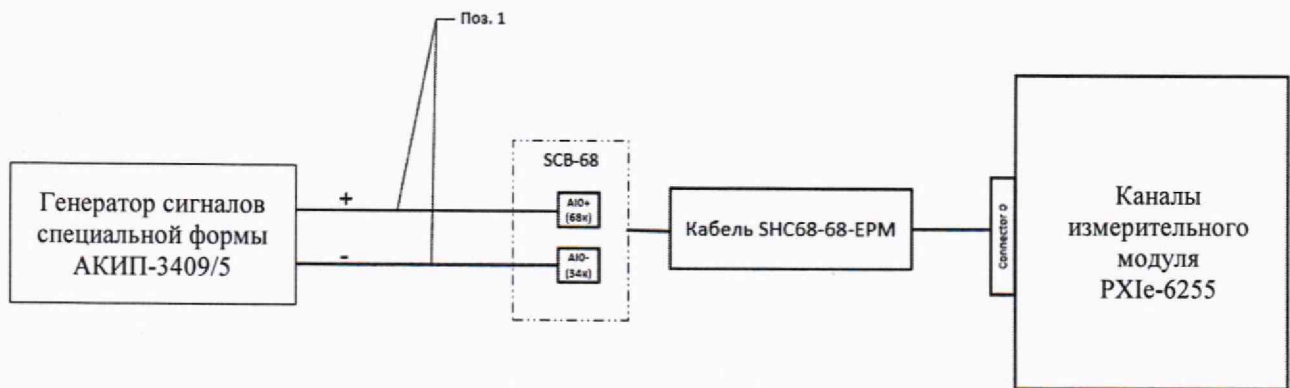 Поз. 1
Генератор сигналов
специальной формы
АКИП-3409/5
+
-
SCB-68
AI0+
(68к)
AI0-
(34к)
Кабель SHC68-68-EPM
Connector 0
Каналы
измерительного
модуля
PXIe-6255